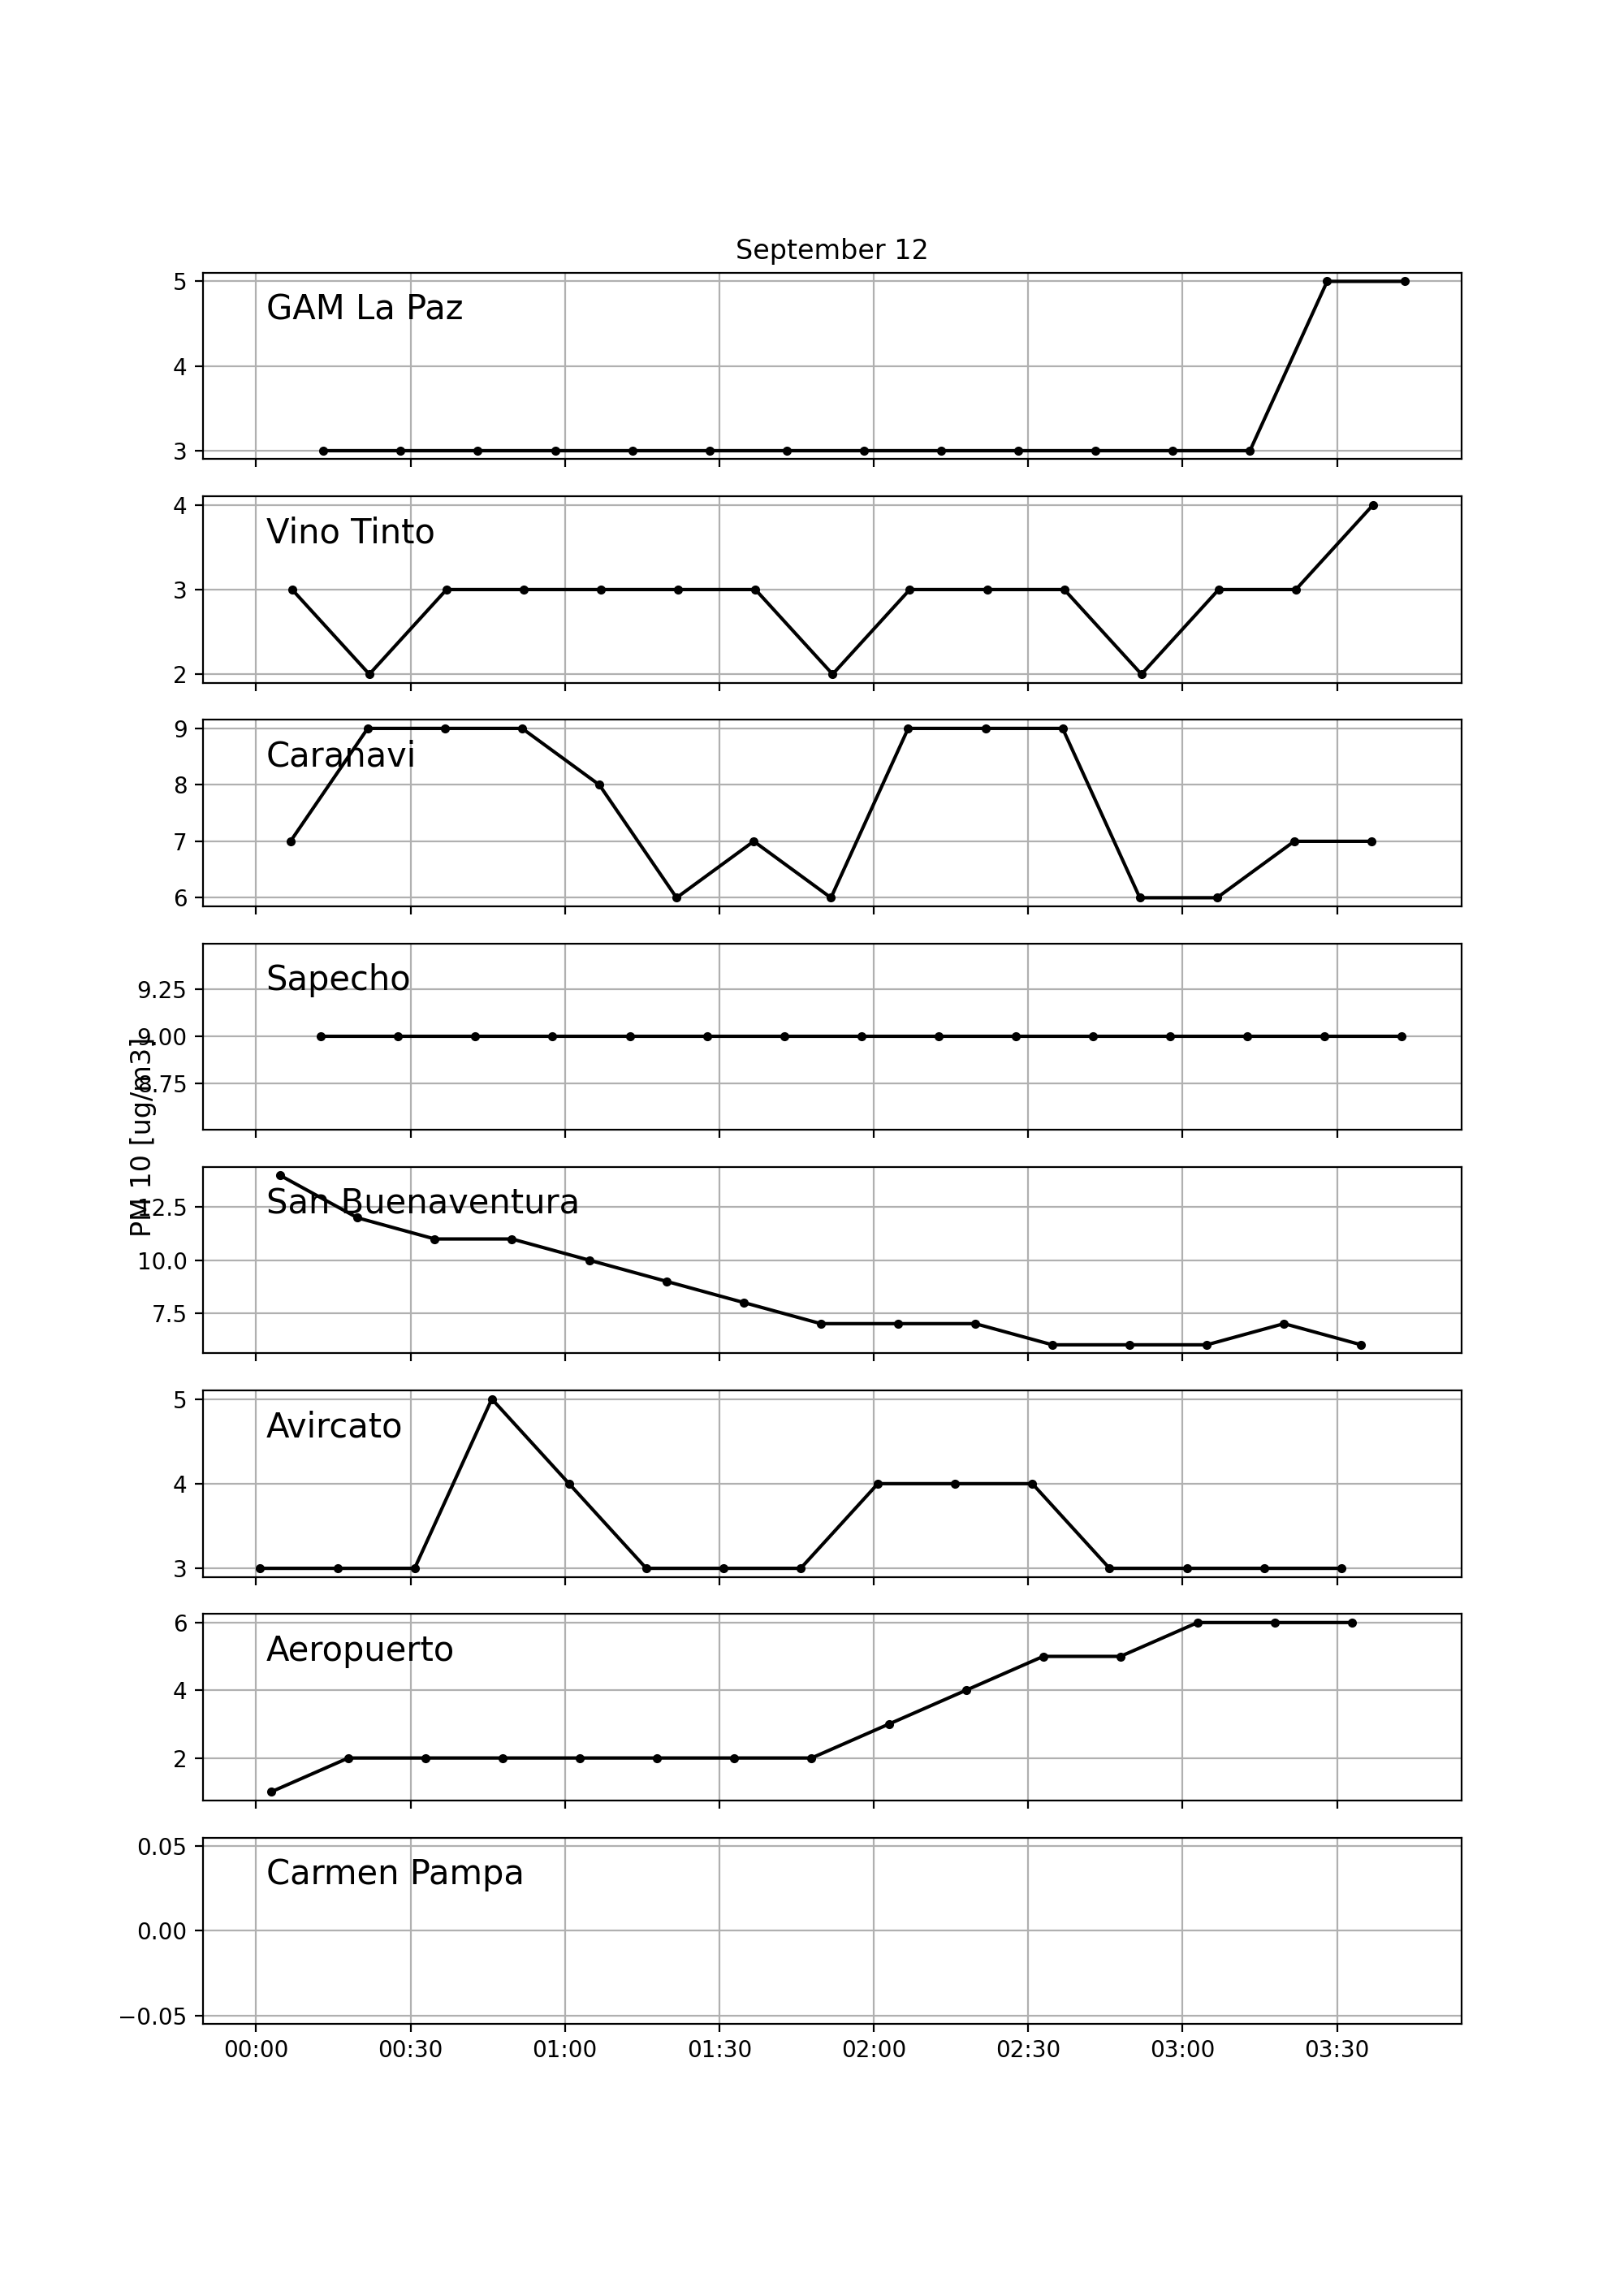 September 12
5
GAM La Paz
4
3
4
Vino Tinto
3
2
9
Caranavi
8
7
6
Sapecho
9.25
9.00
8.75
PM 10 [ug/m3]
San Buenaventura
12.5
10.0
7.5
5
Avircato
4
3
6
Aeropuerto
4
2
0.05
Carmen Pampa
0.00
−0.05
00:00 00:30 01:00 01:30 02:00 02:30 03:00 03:30